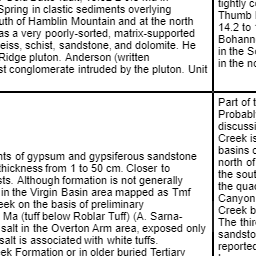 Spring in clastic sediments overlying
uth of Hamblin Mountain and at the north
as a very poorly-sorted, matrix-supported
eiss, schist, sandstone, and dolomite. He
Ridge pluton. Anderson (written
st conglomerate intruded by the pluton. Unit
nts of gypsum and gypsiferous sandstone
thickness from 1 to 50 cm. Closer to
sts. Although formation is not generally
in the Virgin Basin area mapped as Tmf
eek on the basis of preliminary
Ma (tuff below Roblar Tuff) (A. Sarna-
salt in the Overton Arm area, exposed only
salt is associated with white tuffs.
ek Formation or in older buried Tertiary
tightly c
Thumb
14.2 to
Bohann
in the S
in the no
Part of t
Probabl
discussi
Creek is
basins o
north of
the sout
the qua
Canyon
Creek b
The thir
sandsto
reported